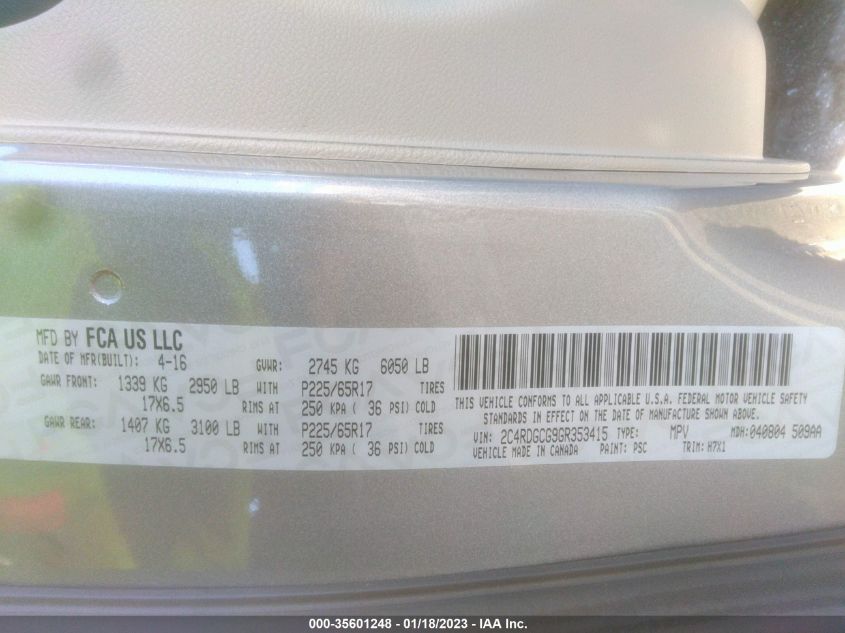 MFD BY FCA US LLC
DATE OF MFR(BUILT): 4-16 GVWR: 2745 KG 6050 LB
GAWR FRONT: 1339 KG 2950 LB WITH P225/65R17 TIRES
17X6.5 RIMS AT 250 KPA ( 36 PSI) COLD
GAWR REAR: 1407 KG 3100 LB WITH P225/65R17 TIRES
17X6.5 RIMS AT 250 KPA ( 36 PSI) COLD
THIS VEHICLE CONFORMS TO ALL APPLICABLE U.S.A. FEDERAL MOTOR VEHICLE SAFETY
STANDARDS IN EFFECT ON THE DATE OF MANUFACTURE SHOWN ABOVE.
VIN: 2C4RDGCG9GR353415 TYPE: MPV MDH: 040804 509AA
VEHICLE MADE IN CANADA PAINT: PSC TRIM: H7X1
000-35601248 - 01/18/2023 - IAA Inc.